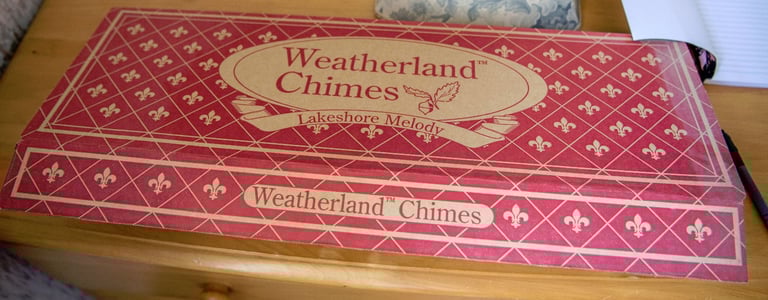 Weatherland™
Chimes
Lakeshore Melody
Weatherland™ Chimes